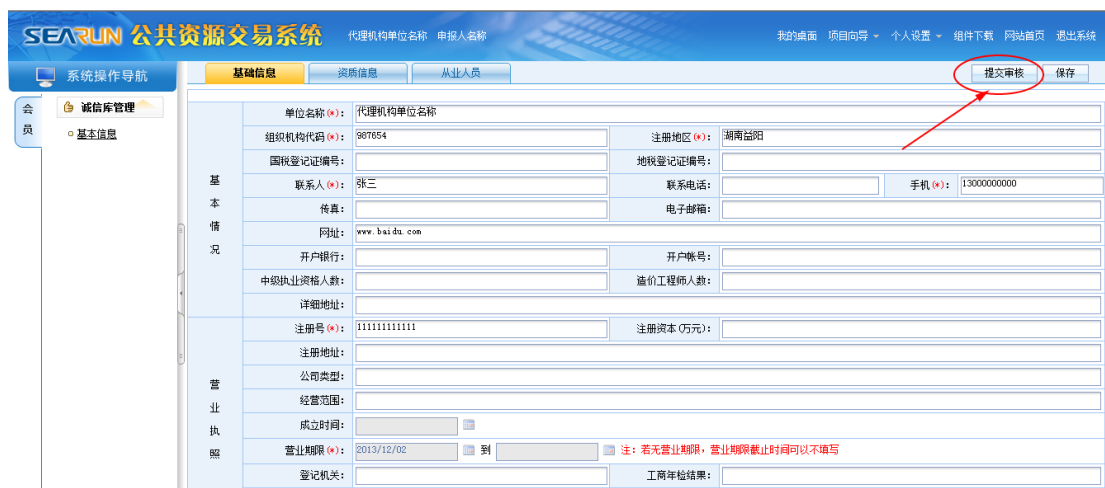 SEARUN 公共资源交易系统 代理机构单位名称 申报人名称 我的桌面 项目向导 个人设置 组件下载 网站首页 退出系统
系统操作导航 基础信息 资质信息 从业人员 提交审核 保存
会员 诚信库管理
基本信息
基本情况
单位名称(*): 代理机构单位名称
组织机构代码(*): 987654 注册地区(*): 湖南益阳
国税登记证编号: 地税登记证编号:
联系人(*): 张三 联系电话: 手机(*): 13000000000
传真: 电子邮箱:
网址: www.baidu.com
开户银行: 开户帐号:
中级执业资格人数: 造价工程师人数:
详细地址:
营业执照
注册号(*): 111111111111 注册资本(万元):
注册地址:
公司类型:
经营范围:
成立时间:
营业期限(*): 2013/12/02 到 注: 若无营业期限,营业期限截止时间可以不填写
登记机关: 工商年检结果: